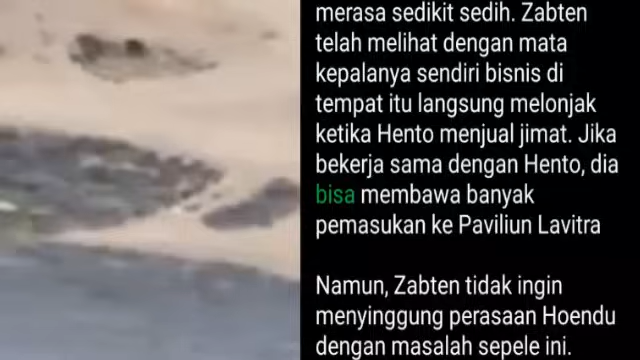 merasa sedikit sedih. Zabten
telah melihat dengan mata
kepalanya sendiri bisnis di
tempat itu langsung melonjak
ketika Hento menjual jimat. Jika
bekerja sama dengan Hento, dia
bisa membawa banyak
pemasukan ke Paviliun Lavitra
Namun, Zabten tidak ingin
menyinggung perasaan Hoendu
dengan masalah sepele ini.